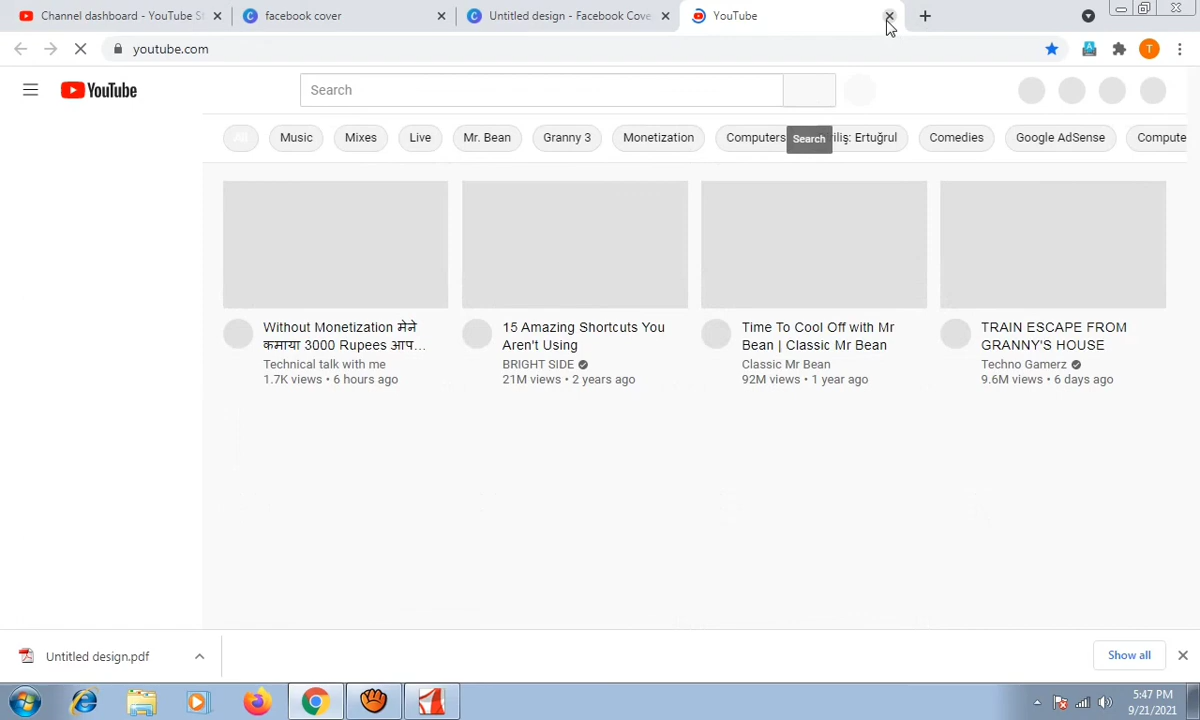 Channel dashboard - YouTube St
facebook cover
Untitled design - Facebook Cove
YouTube
youtube.com
T
YouTube
Search
All
Music
Mixes
Live
Mr. Bean
Granny 3
Monetization
Computers
Search
iliş: Ertuğrul
Comedies
Google AdSense
Compute
Without Monetization मेने
कमाया 3000 Rupees आप...
Technical talk with me
1.7K views • 6 hours ago
15 Amazing Shortcuts You
Aren't Using
BRIGHT SIDE
21M views • 2 years ago
Time To Cool Off with Mr
Bean | Classic Mr Bean
Classic Mr Bean
92M views • 1 year ago
TRAIN ESCAPE FROM
GRANNY'S HOUSE
Techno Gamerz
9.6M views • 6 days ago
Untitled design.pdf
Show all
5:47 PM
9/21/2021